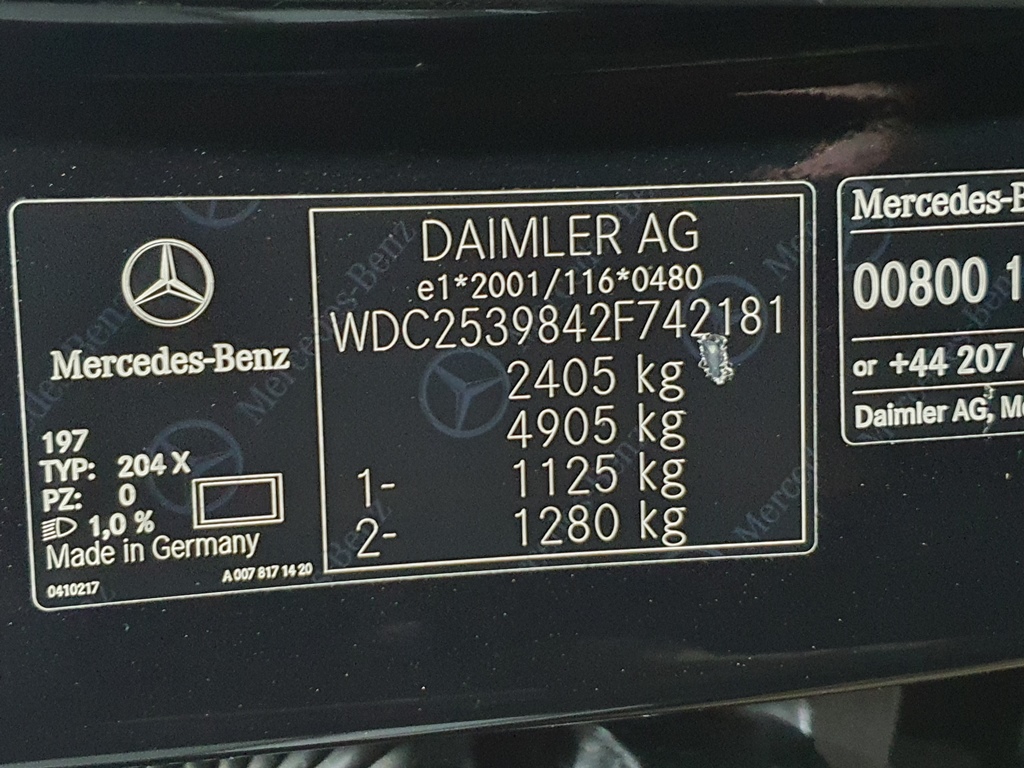 DAIMLER AG
e1*2001/116*0480
WDC2539842F742181
2405 kg
4905 kg
1- 1125 kg
2- 1280 kg
Mercedes-Benz
197
TYP: 204 X
PZ: 0
1,0 %
Made in Germany
0410217
A 007 817 14 20
Mercedes-B
00800 1
or +44 207
Daimler AG, M